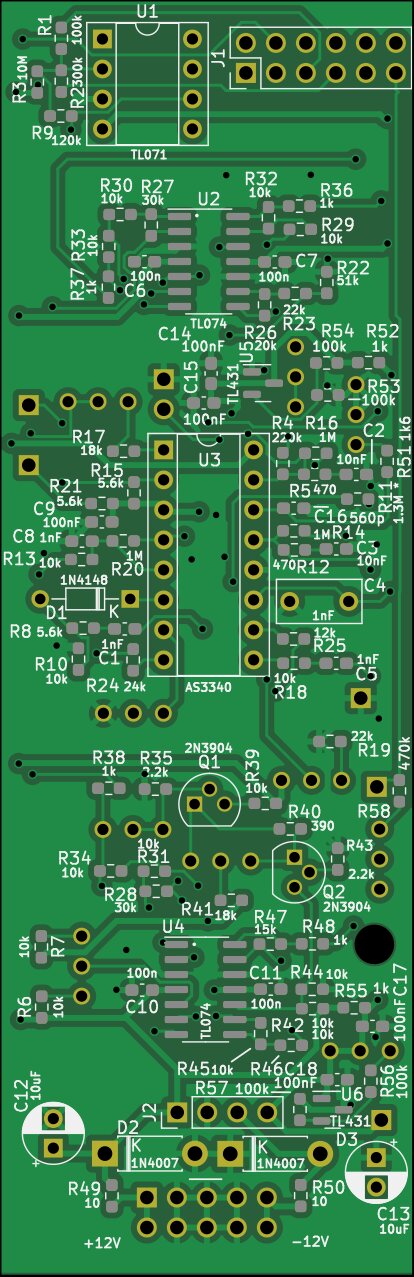 U1
R1
100k
J1
R3
10M
R2
300k
R9
120k
TL071
R30
10k
R27
30k
U2
R32
10k
R36
1k
R33
10k
R29
10k
R37
1k
C6
100n
C7
100n
R22
51k
22k
C14
100nF
TL074
R26
220k
R23
U5
TL431
C15
100nF
R54
100k
R52
1k
R53
100k
R17
18k
U3
R4
220k
R16
1M
C2
10nF
R51
1k6
R15
5.6k
R21
5.6k
R5
470
R11
1.3M *
C9
100nF
C16
560p
C8
1nF
1M
R14
R13
10k
1M
R20
470
R12
C3
10nF
1N4148
D1
K
C4
1nF
R8
5.6k
12k
R25
R10
10k
1nF
C1
1nF
C5
R24
24k
AS3340
10k
R18
22k
R19
470k
2N3904
Q1
R38
1k
R35
2.2k
R39
10k
R58
R40
390
10k
R43
2.2k
R34
10k
R31
R28
30k
R41
18k
Q2
2N3904
U4
R47
15k
R48
1k
10k
R7
100n
C10
C11
100n
R44
10k
C17
100nF
R6
10k
R55
1k
TL074
R42
10k
10k
R45
10k
R46
C18
100nF
R56
100k
C12
10uF
J2
R57
100k
U6
TL431
D2
K
1N4007
K
1N4007
D3
+
+
R49
10
R50
10
C13
10uF
+12V
-12V